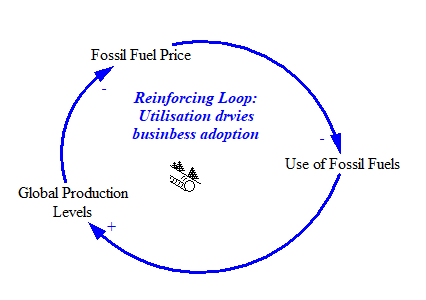 Fossil Fuel Price
-
Reinforcing Loop:
Utilisation drvies
businbess adoption
-
Use of Fossil Fuels
Global Production
Levels
+